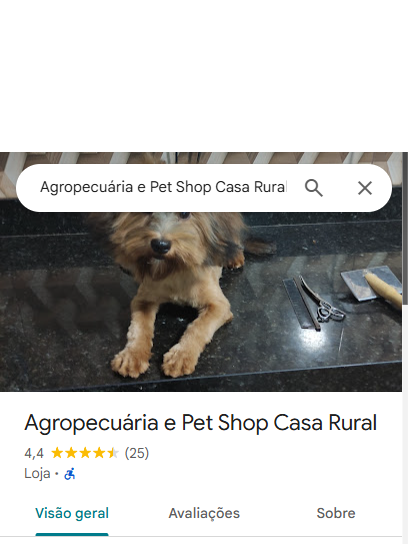 Agropecuária e Pet Shop Casa Rural
Agropecuária e Pet Shop Casa Rural
4,4 (25)
Loja ·
Visão geral Avaliações Sobre